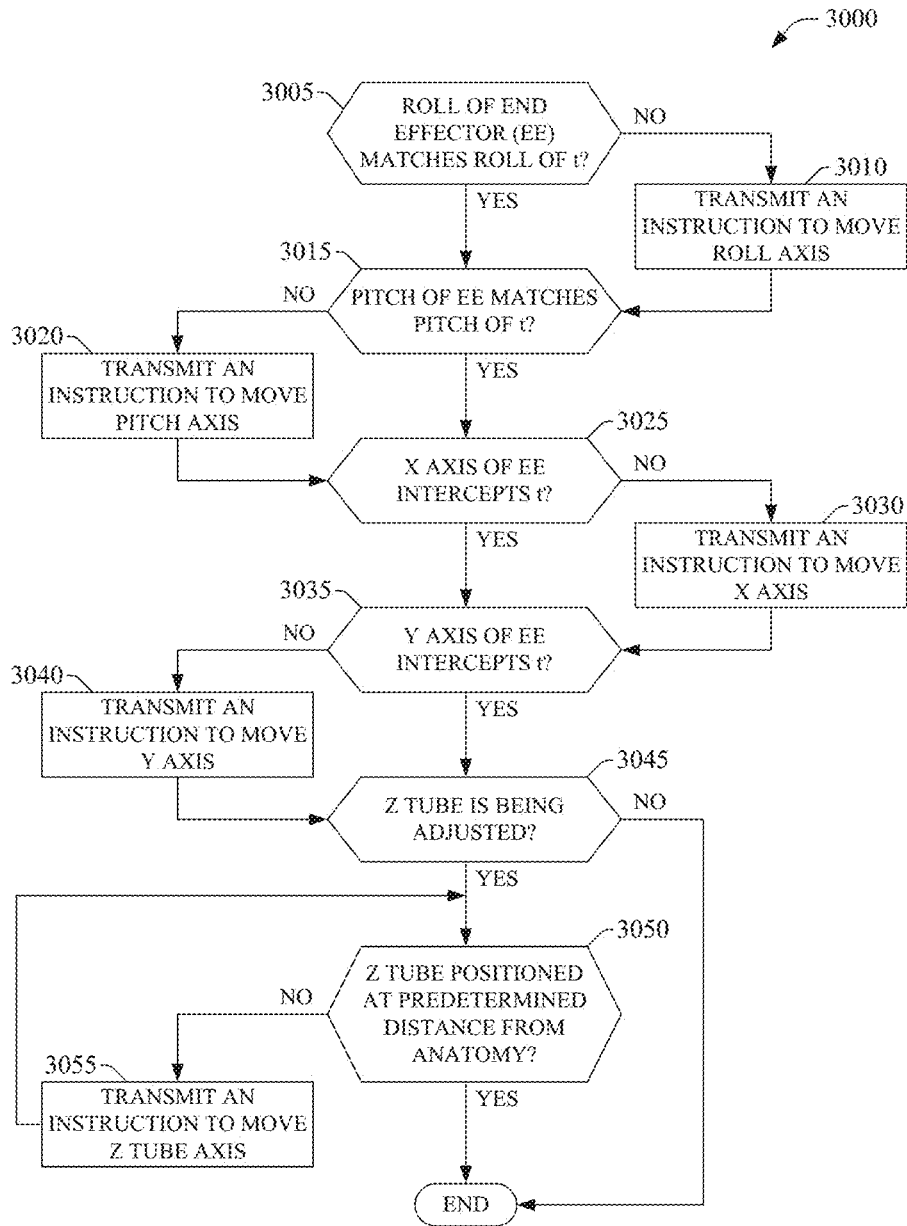 3000
3005
ROLL OF END
EFFECTOR (EE)
MATCHES ROLL OF t?
NO
YES
3010
TRANSMIT AN
INSTRUCTION TO MOVE
ROLL AXIS
3015
PITCH OF EE MATCHES
PITCH OF t?
NO
YES
3020
TRANSMIT AN
INSTRUCTION TO MOVE
PITCH AXIS
3025
X AXIS OF EE
INTERCEPTS t?
NO
YES
3030
TRANSMIT AN
INSTRUCTION TO MOVE
X AXIS
3035
Y AXIS OF EE
INTERCEPTS t?
NO
YES
3040
TRANSMIT AN
INSTRUCTION TO MOVE
Y AXIS
3045
Z TUBE IS BEING
ADJUSTED?
NO
YES
3050
Z TUBE POSITIONED
AT PREDETERMINED
DISTANCE FROM
ANATOMY?
NO
YES
3055
TRANSMIT AN
INSTRUCTION TO MOVE
Z TUBE AXIS
END